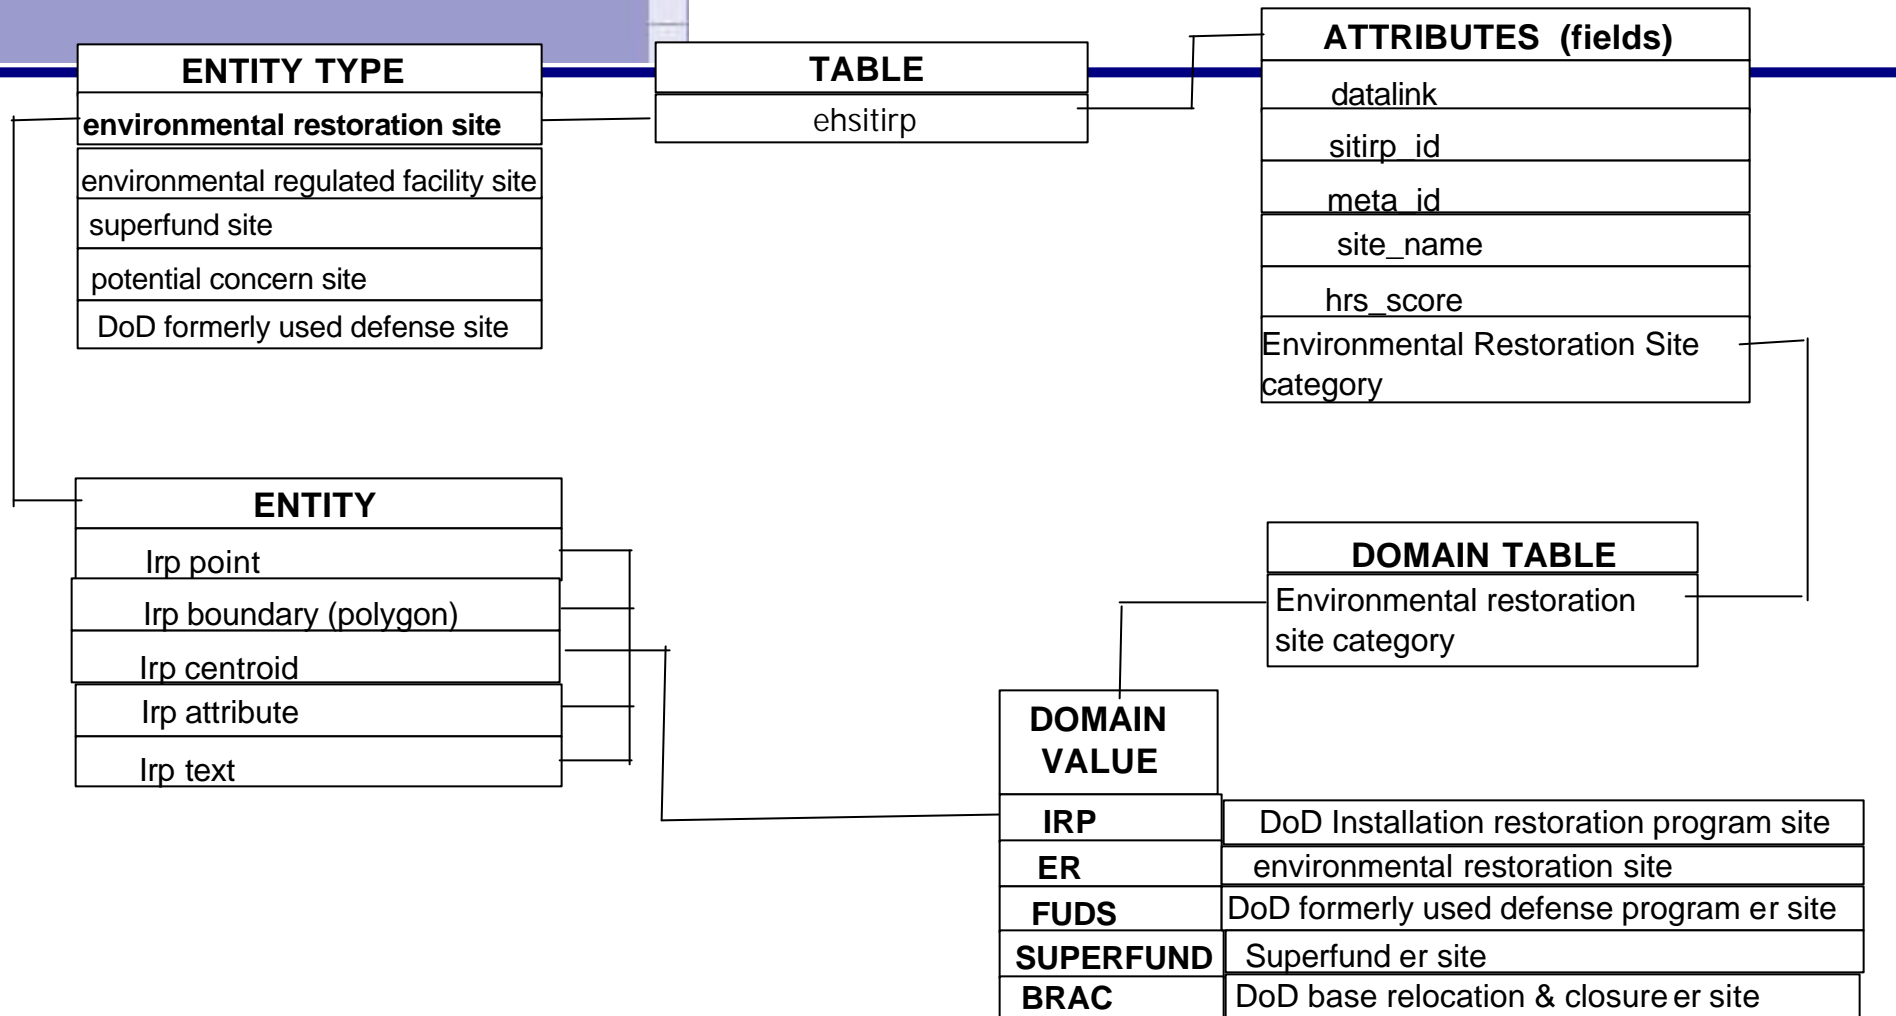 ENTITY TYPE
environmental restoration site
environmental regulated facility site
superfund site
potential concern site
DoD formerly used defense site
TABLE
ehsitirp
ATTRIBUTES (fields)
datalink
sitirp_id
meta_id
site_name
hrs_score
Environmental Restoration Site
category
ENTITY
Irp point
Irp boundary (polygon)
Irp centroid
Irp attribute
Irp text
DOMAIN TABLE
Environmental restoration
site category
DOMAIN
VALUE
IRP DoD Installation restoration program site
ER environmental restoration site
FUDS DoD formerly used defense program er site
SUPERFUND Superfund er site
BRAC DoD base relocation & closure er site